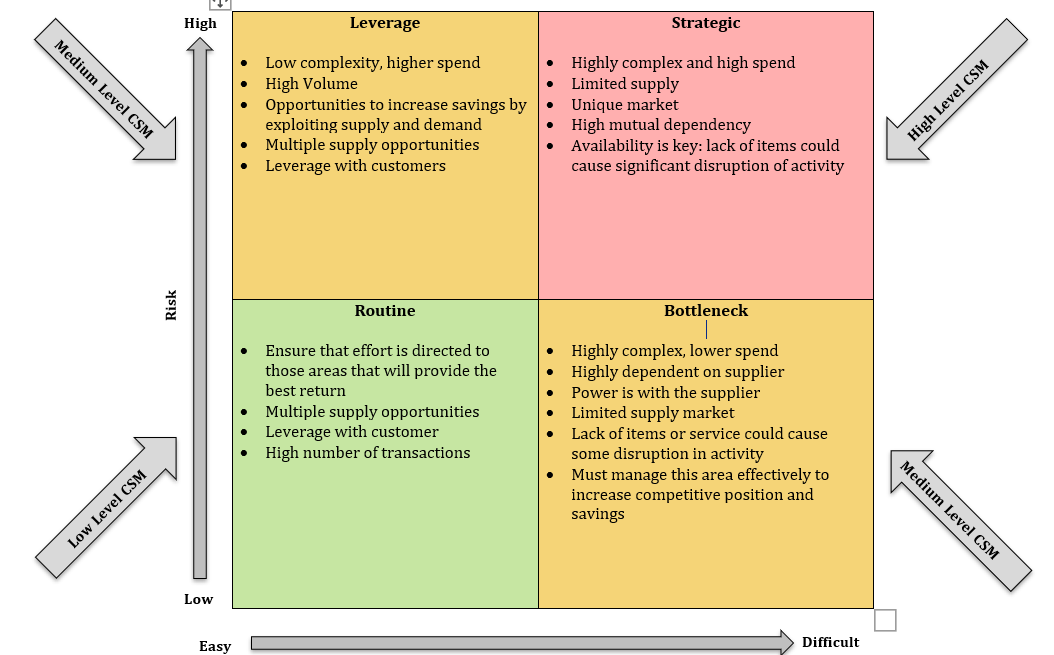 High
Medium Level CSM
Risk
Low Level CSM
Low
Leverage
Low complexity, higher spend
High Volume
Opportunities to increase savings by
exploiting supply and demand
Multiple supply opportunities
Leverage with customers
Strategic
Highly complex and high spend
Limited supply
Unique market
High mutual dependency
Availability is key: lack of items could
cause significant disruption of activity
High Level CSM
Routine
Ensure that effort is directed to
those areas that will provide the
best return
Multiple supply opportunities
Leverage with customer
High number of transactions
Bottleneck
Highly complex, lower spend
Highly dependent on supplier
Power is with the supplier
Limited supply market
Lack of items or service could cause
some disruption in activity
Must manage this area effectively to
increase competitive position and
savings
Medium Level CSM
Easy
Difficult